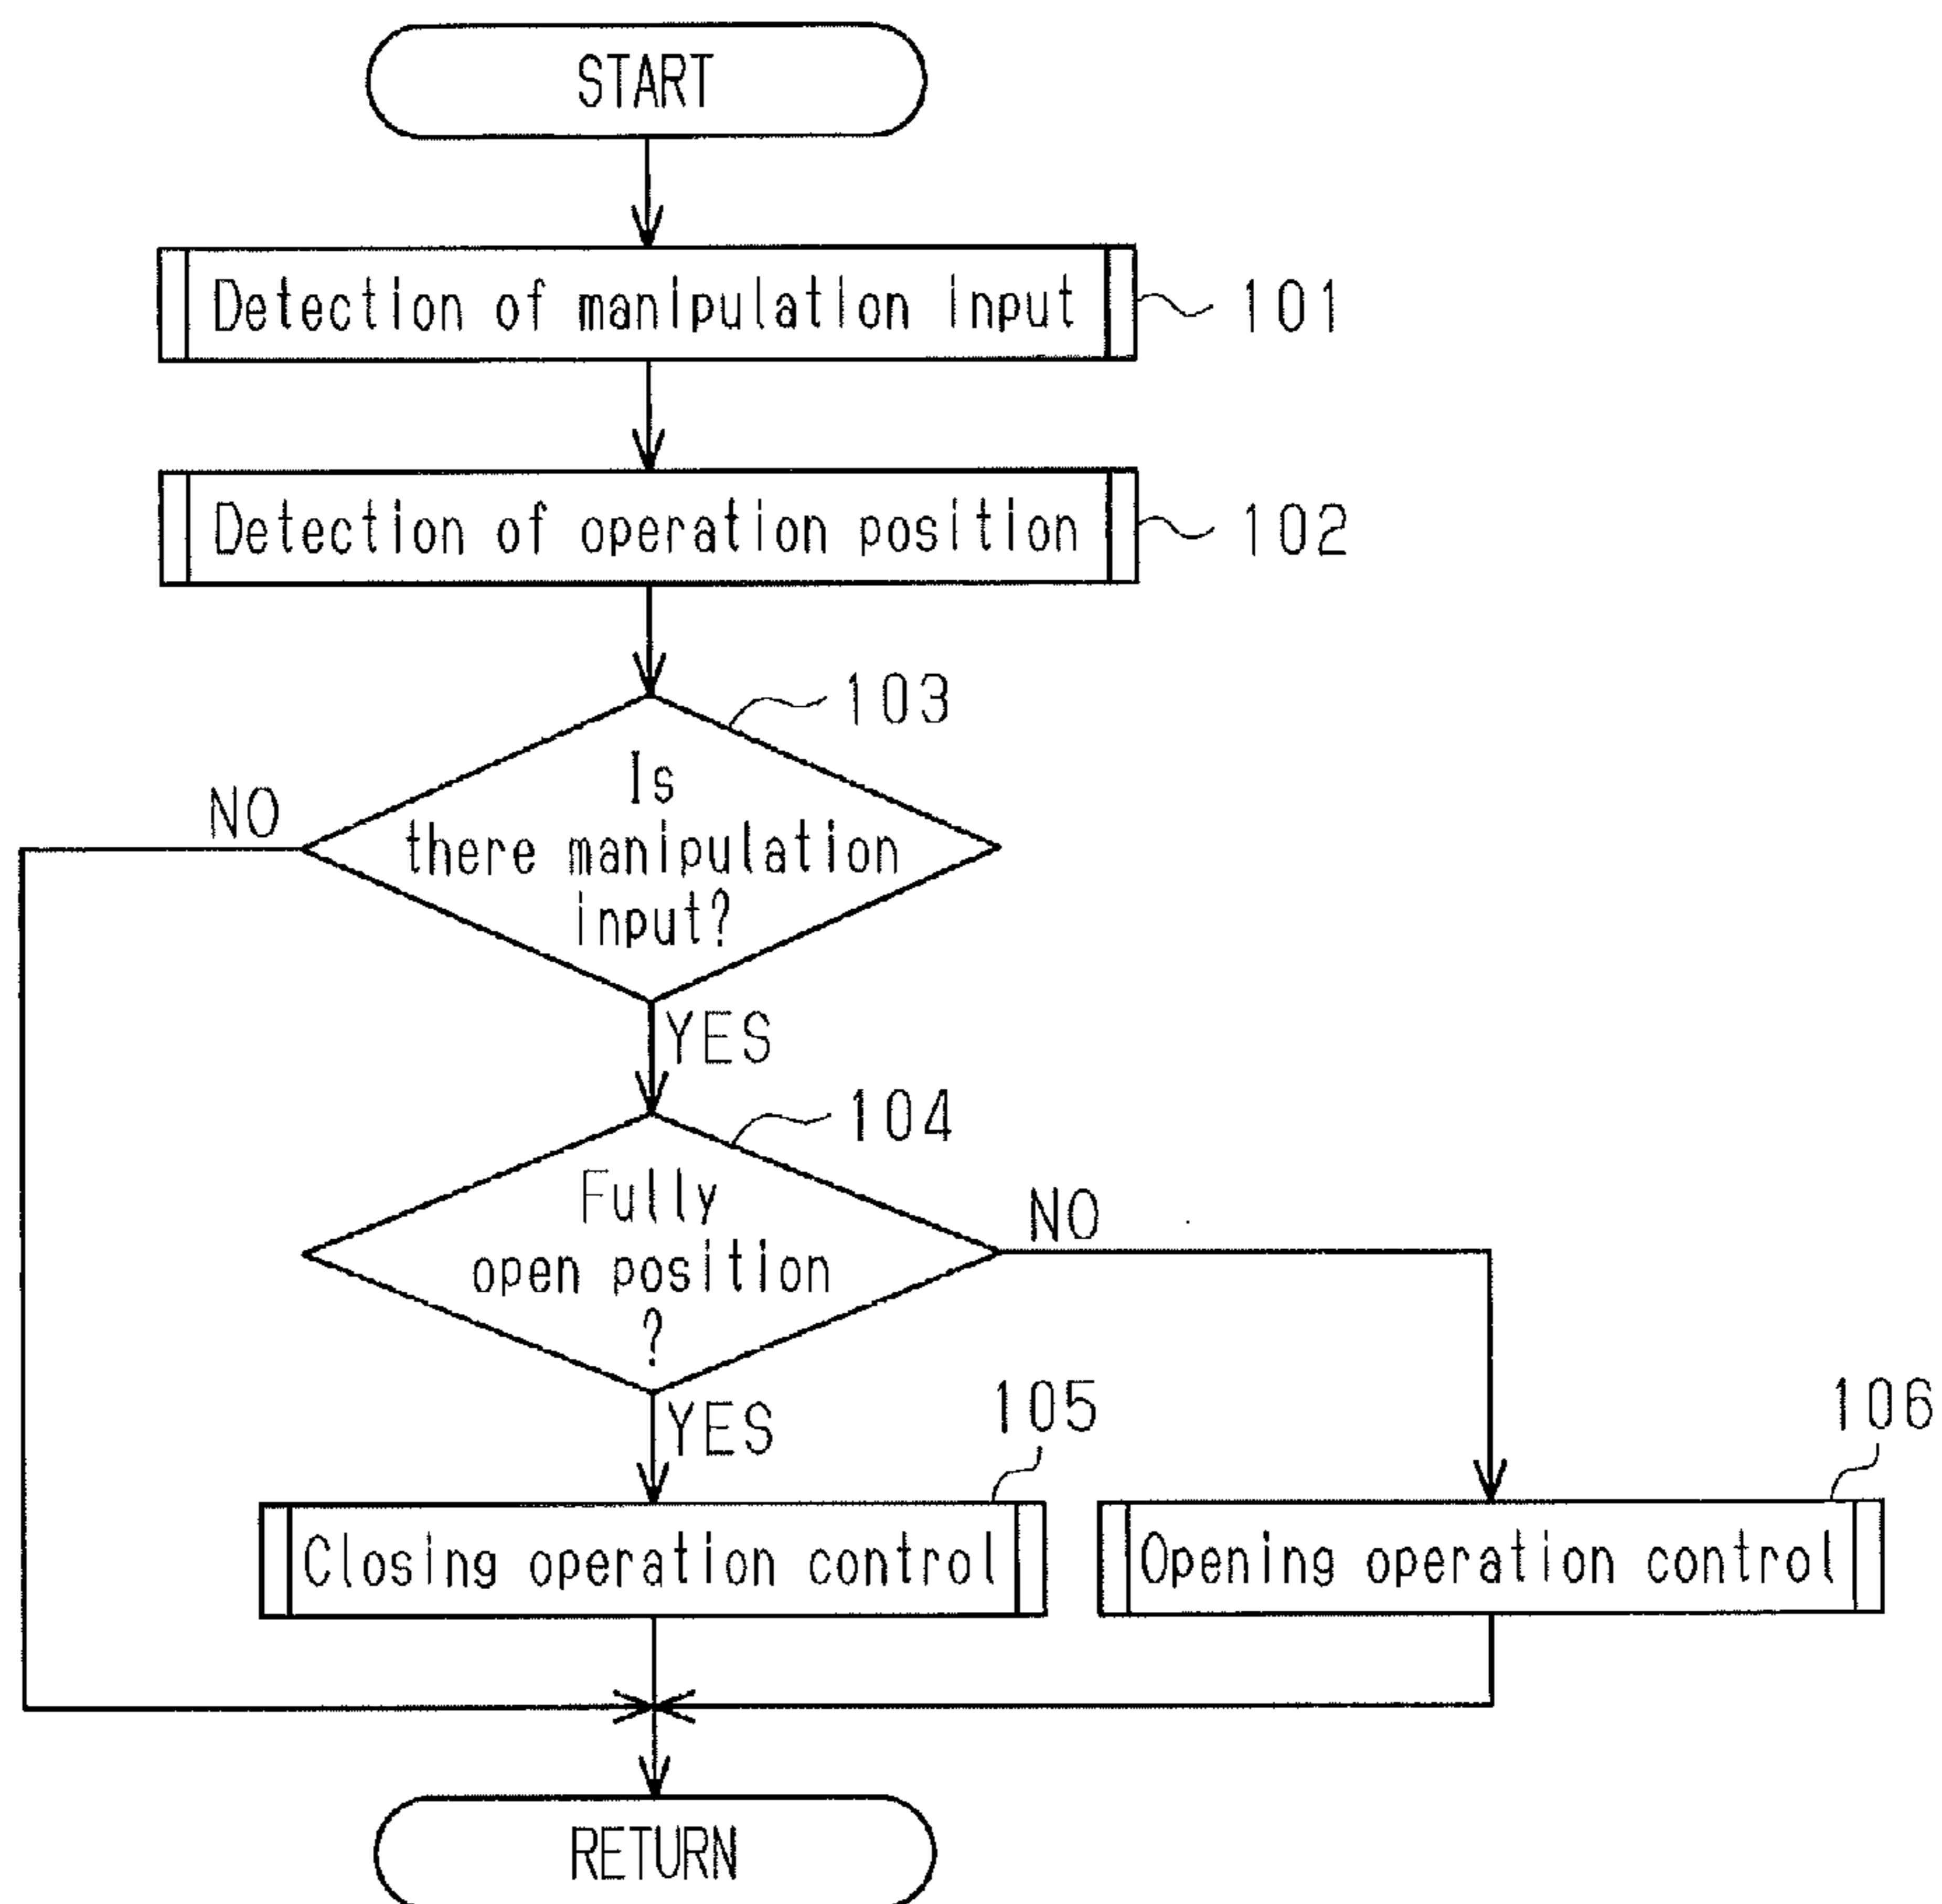 START
Detection of manipulation input
101
Detection of operation position
102
103
Is
there manipulation
input?
NO
YES
104
Fully
open position
?
NO
YES
105
106
Closing operation control
Opening operation control
RETURN